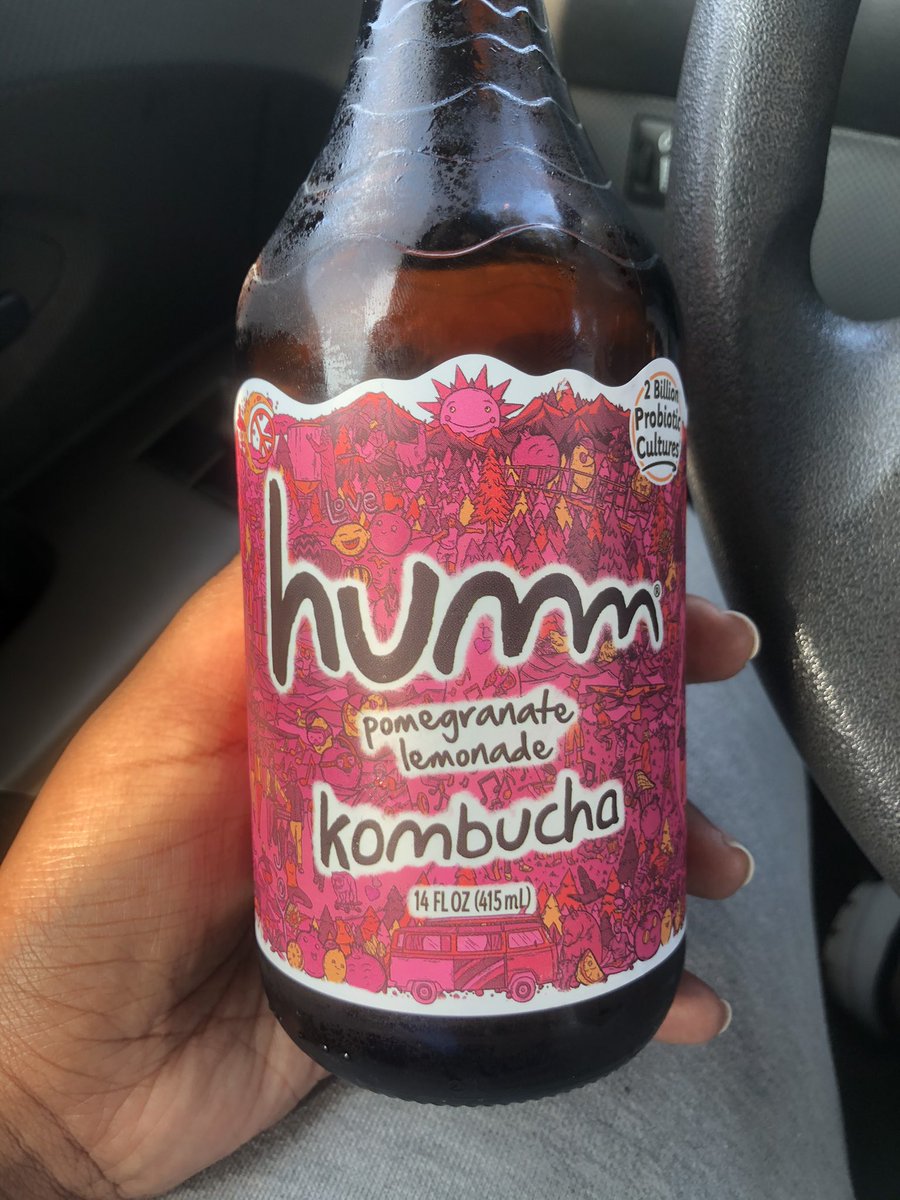 2 Billion
Probiotic
Cultures
Love
humm®
pomegranate
lemonade
kombucha
14 FL OZ (415 mL)